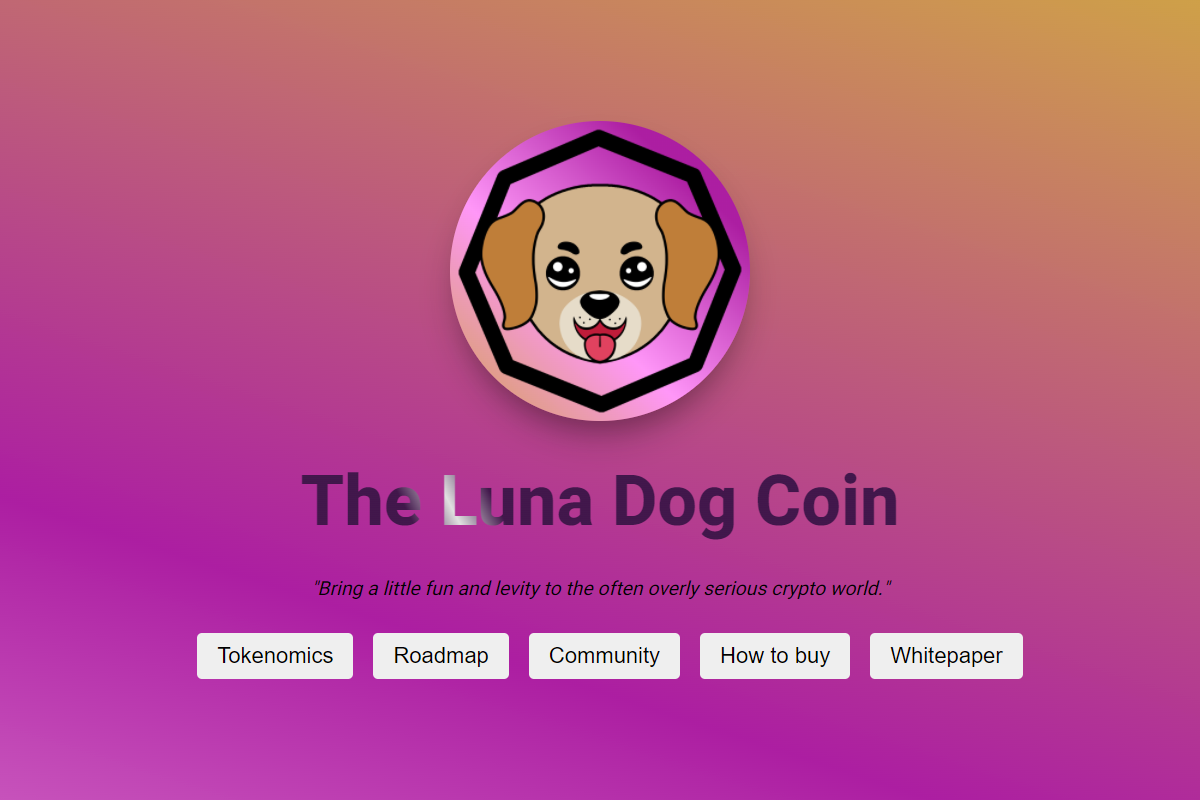 The Luna Dog Coin
"Bring a little fun and levity to the often overly serious crypto world."
Tokenomics
Roadmap
Community
How to buy
Whitepaper